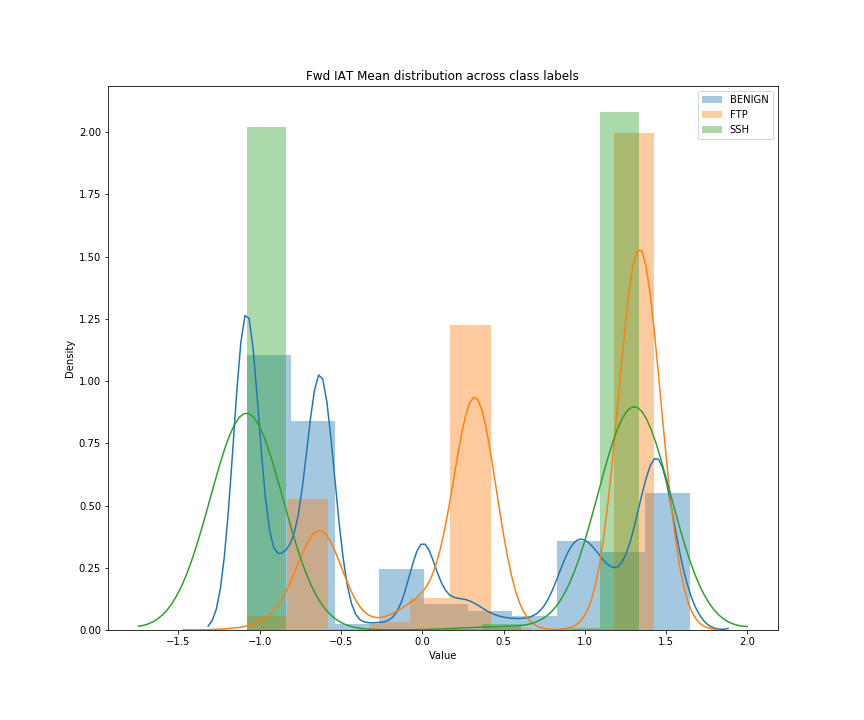 Fwd IAT Mean distribution across class labels
BENIGN
FTP
SSH
Density
2.00
1.75
1.50
1.25
1.00
0.75
0.50
0.25
0.00
−1.5 −1.0 −0.5 0.0 0.5 1.0 1.5 2.0
Value